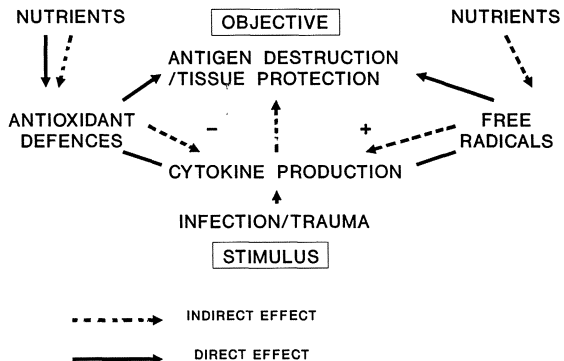 NUTRIENTS
OBJECTIVE
NUTRIENTS
ANTIGEN DESTRUCTION
/TISSUE PROTECTION
ANTIOXIDANT
DEFENCES
–
+
FREE
RADICALS
CYTOKINE PRODUCTION
INFECTION/TRAUMA
STIMULUS
INDIRECT EFFECT
DIRECT EFFECT